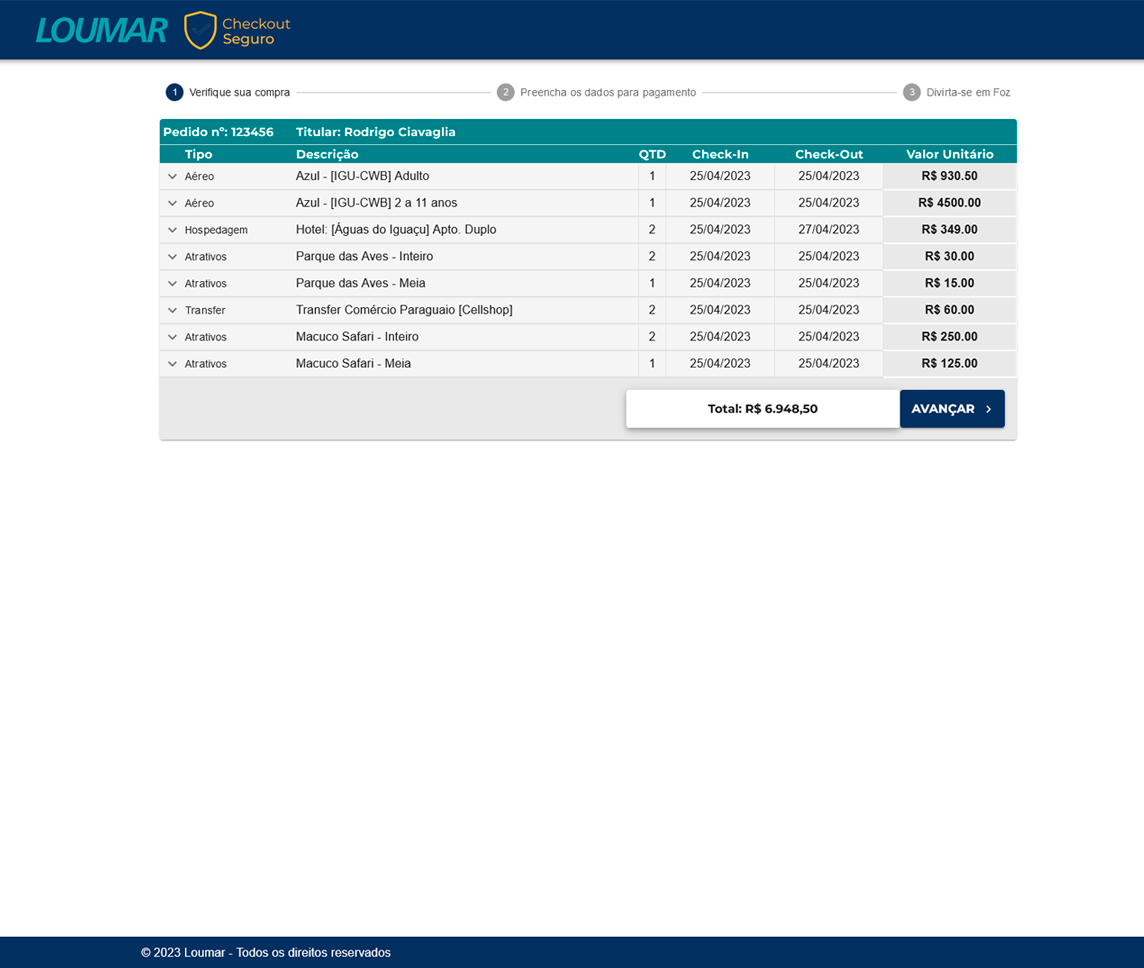 LOUMAR Checkout Seguro
1 Verifique sua compra 2 Preencha os dados para pagamento 3 Divirta-se em Foz
Pedido nº: 123456 Titular: Rodrigo Ciavaglia
Tipo Descrição QTD Check-In Check-Out Valor Unitário
Aéreo Azul - [IGU-CWB] Adulto 1 25/04/2023 25/04/2023 R$ 930.50
Aéreo Azul - [IGU-CWB] 2 a 11 anos 1 25/04/2023 25/04/2023 R$ 4500.00
Hospedagem Hotel: [Águas do Iguaçu] Apto. Duplo 2 25/04/2023 27/04/2023 R$ 349.00
Atrativos Parque das Aves - Inteiro 2 25/04/2023 25/04/2023 R$ 30.00
Atrativos Parque das Aves - Meia 1 25/04/2023 25/04/2023 R$ 15.00
Transfer Transfer Comércio Paraguaio [Cellshop] 2 25/04/2023 25/04/2023 R$ 60.00
Atrativos Macuco Safari - Inteiro 2 25/04/2023 25/04/2023 R$ 250.00
Atrativos Macuco Safari - Meia 1 25/04/2023 25/04/2023 R$ 125.00
Total: R$ 6.948,50 AVANÇAR
© 2023 Loumar - Todos os direitos reservados